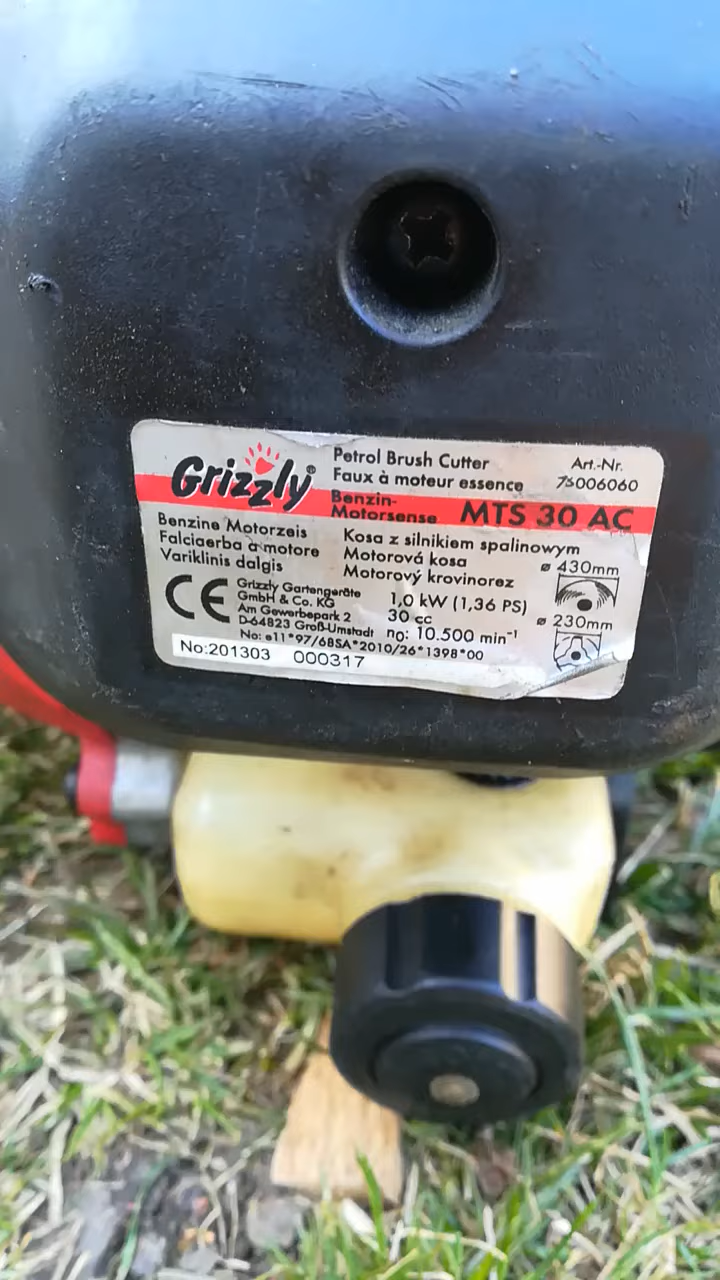 Grizzly®
Petrol Brush Cutter
Faux à moteur essence
Benzin-
Motorsense
MTS 30 AC
Art.-Nr.
75006060
Benzine Motorzeis
Falciaerba a motore
Variklinis dalgis
Kosa z silnikiem spalinowym
Motorová kosa
Motorový krovinorez
CE
Grizzly Gartengeräte
GmbH & Co. KG
Am Gewerbepark 2
D-64823 Groß-Umstadt
1,0 kW (1,36 PS)
30 cc
n0: 10.500 min⁻¹
ø 430mm
ø 230mm
No: e11*97/68SA*2010/26*1398*00
No:201303 000317